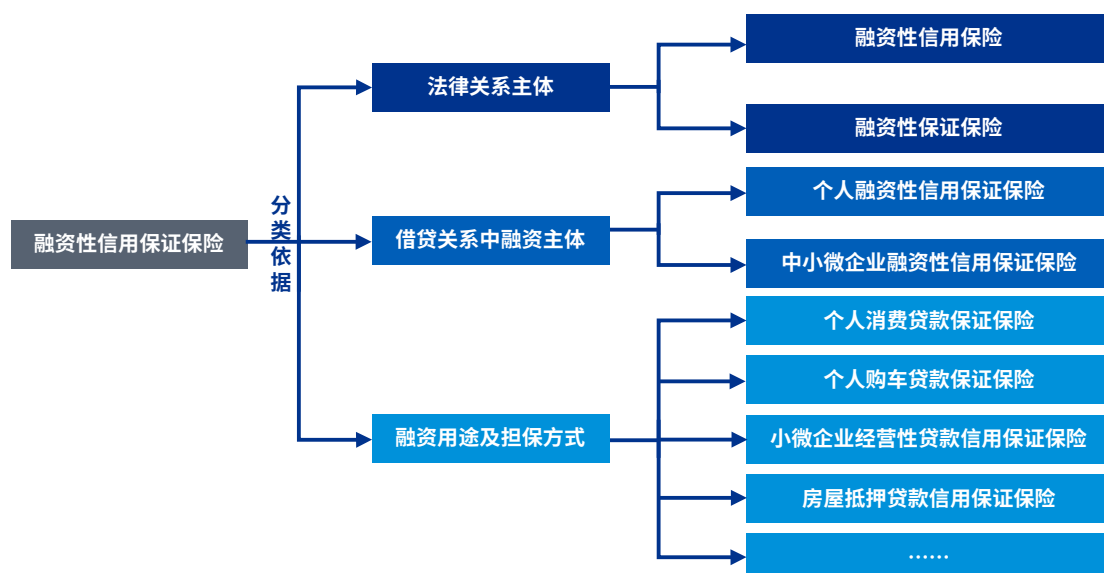 融资性信用保证保险
分类依据
法律关系主体
融资性信用保险
融资性保证保险
借贷关系中融资主体
个人融资性信用保证保险
中小微企业融资性信用保证保险
融资用途及担保方式
个人消费贷款保证保险
个人购车贷款保证保险
小微企业经营性贷款信用保证保险
房屋抵押贷款信用保证保险
……